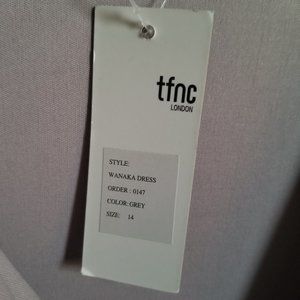 tfnc
LONDON
STYLE:
WANAKA DRESS
ORDER : 0147
COLOR: GREY
SIZE: 14